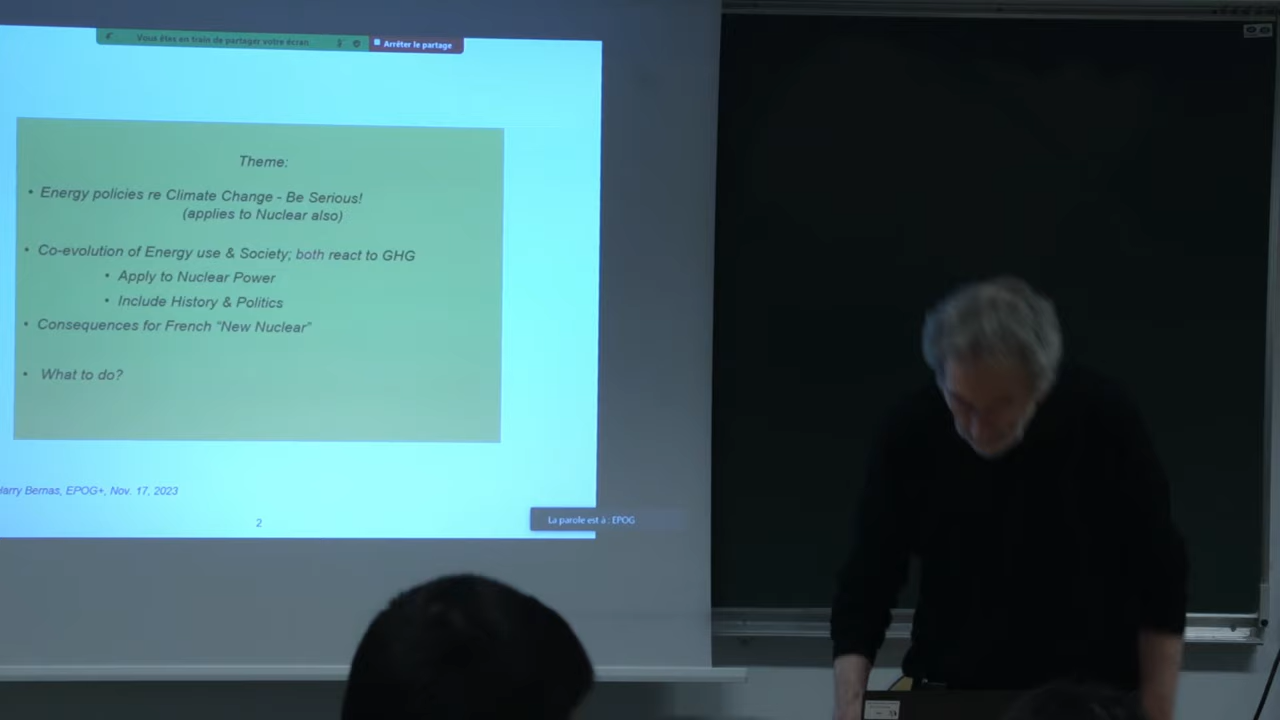 Vous êtes en train de partager votre écran
Arrêter le partage
Theme:
• Energy policies re Climate Change - Be Serious!
(applies to Nuclear also)
• Co-evolution of Energy use & Society; both react to GHG
• Apply to Nuclear Power
• Include History & Politics
• Consequences for French "New Nuclear"
• What to do?
Harry Bernas, EPOG+, Nov. 17, 2023
2
La parole est à : EPOG